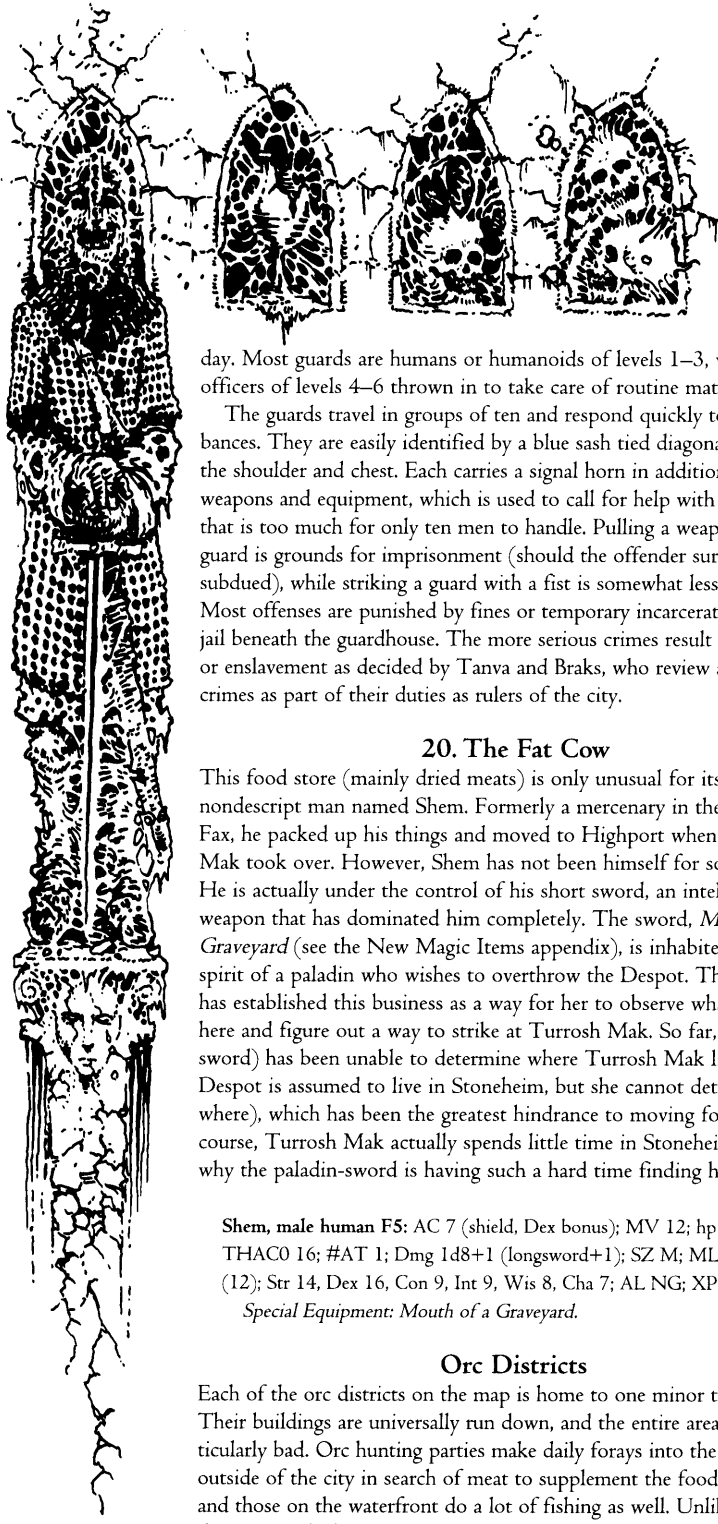 day. Most guards are humans or humanoids of levels 1–3,
officers of levels 4–6 thrown in to take care of routine mat
The guards travel in groups of ten and respond quickly to
bances. They are easily identified by a blue sash tied diagona
the shoulder and chest. Each carries a signal horn in addition
weapons and equipment, which is used to call for help with
that is too much for only ten men to handle. Pulling a weap
guard is grounds for imprisonment (should the offender sur
subdued), while striking a guard with a fist is somewhat less
Most offenses are punished by fines or temporary incarcerat
jail beneath the guardhouse. The more serious crimes result
or enslavement as decided by Tanva and Braks, who review a
crimes as part of their duties as rulers of the city.
20. The Fat Cow
This food store (mainly dried meats) is only unusual for its
nondescript man named Shem. Formerly a mercenary in the
Fax, he packed up his things and moved to Highport when
Mak took over. However, Shem has not been himself for so
He is actually under the control of his short sword, an intel
weapon that has dominated him completely. The sword, M
Graveyard (see the New Magic Items appendix), is inhabite
spirit of a paladin who wishes to overthrow the Despot. Th
has established this business as a way for her to observe wh
here and figure out a way to strike at Turrosh Mak. So far,
sword) has been unable to determine where Turrosh Mak l
Despot is assumed to live in Stoneheim, but she cannot det
where), which has been the greatest hindrance to moving fo
course, Turrosh Mak actually spends little time in Stonehei
why the paladin-sword is having such a hard time finding h
Shem, male human F5: AC 7 (shield, Dex bonus); MV 12; hp
THAC0 16; #AT 1; Dmg 1d8+1 (longsword+1); SZ M; ML
(12); Str 14, Dex 16, Con 9, Int 9, Wis 8, Cha 7; AL NG; XP
Special Equipment: Mouth of a Graveyard.
Orc Districts
Each of the orc districts on the map is home to one minor t
Their buildings are universally run down, and the entire area
ticularly bad. Orc hunting parties make daily forays into the
outside of the city in search of meat to supplement the food
and those on the waterfront do a lot of fishing as well. Unli